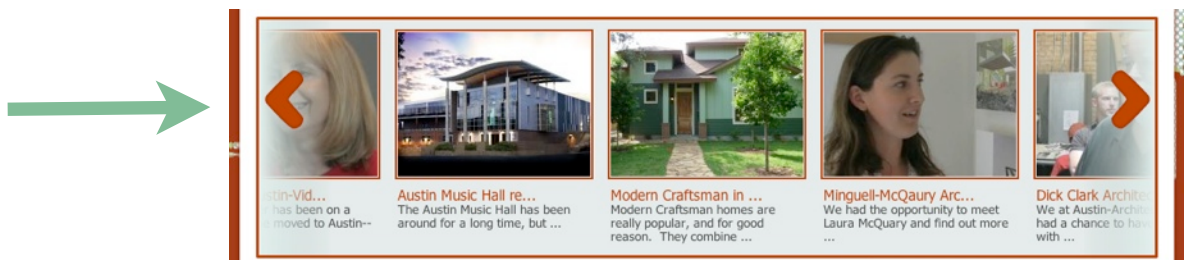 stin-Vid...
has been on a
moved to Austin--
Austin Music Hall re...
The Austin Music Hall has been
around for a long time, but ...
Modern Craftsman in ...
Modern Craftsman homes are
really popular, and for good
reason.  They combine ...
Minguell-McQaury Arc...
We had the opportunity to meet
Laura McQuary and find out more
...
Dick Clark Archite
We at Austin-Archit
had a chance to hav
with ...